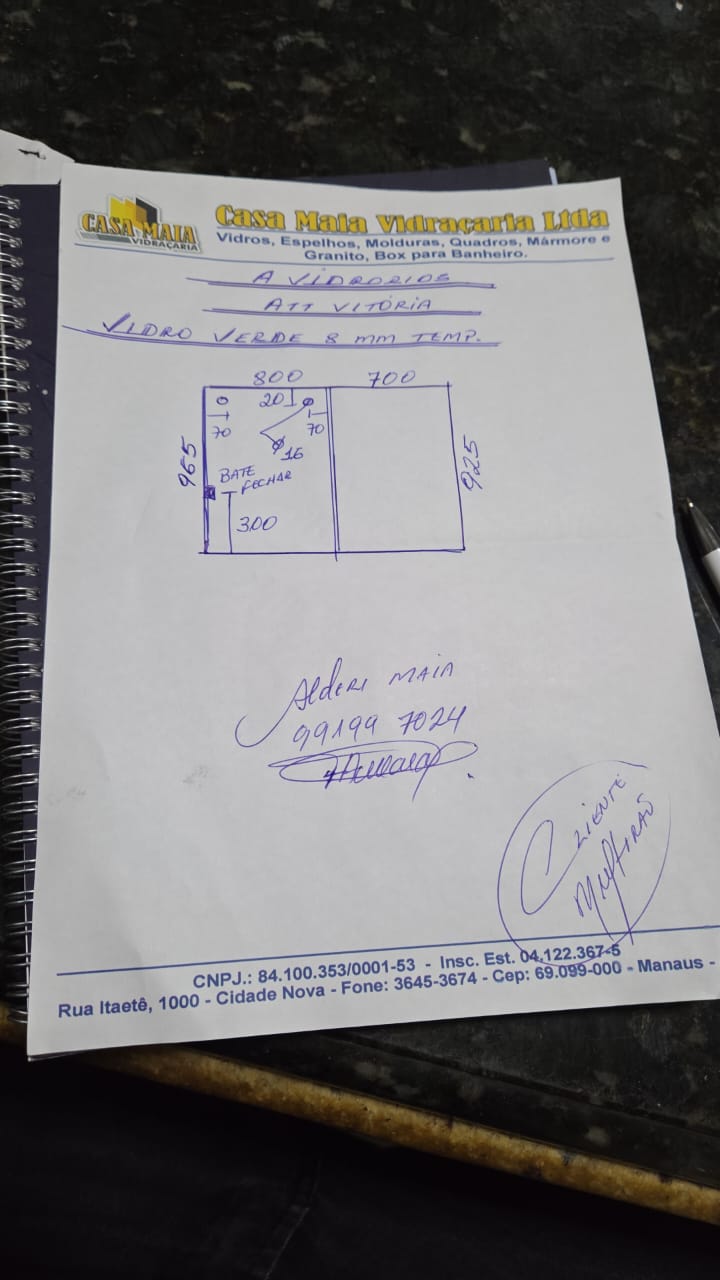 CASA MAIA
VIDRAÇARIA
Casa Maia Vidraçaria Ltda
Vidros, Espelhos, Molduras, Quadros, Mármore e
Granito, Box para Banheiro.
A VIDRORIOS
ATT VITÓRIA
VIDRO VERDE 8 MM TEMP.
800 700
20
70 70
16
965 925
BATE
FECHAR
300
ALDERI MAIA
99199 7024
CLIENTE
CNPJ.: 84.100.353/0001-53 - Insc. Est. 04.122.367-5
Rua Itaetê, 1000 - Cidade Nova - Fone: 3645-3674 - Cep: 69.099-000 - Manaus -